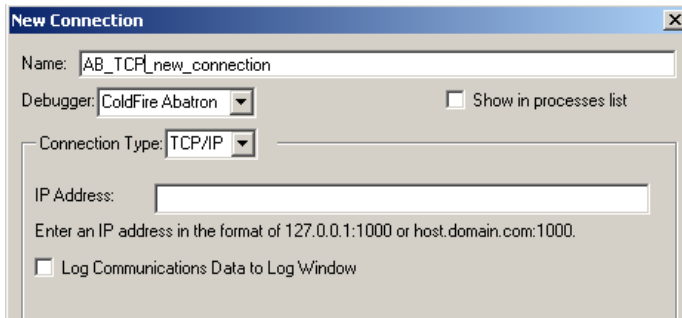 New Connection
Name: AB_TCP_new_connection
Debugger: ColdFire Abatron Show in processes list
Connection Type: TCP/IP
IP Address:
Enter an IP address in the format of 127.0.0.1:1000 or host.domain.com:1000.
Log Communications Data to Log Window